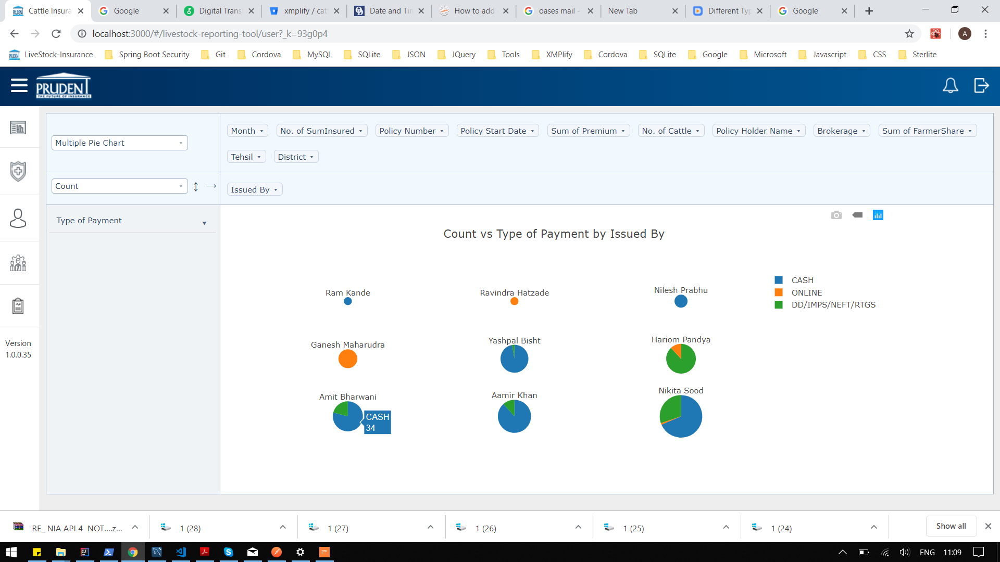 Cattle Insura
Google
Digital Trans
xmplify / cat
Date and Tin
How to add
oases mail -
New Tab
Different Typ
Google
localhost:3000/#/livestock-reporting-tool/user?_k=93g0p4
A
LiveStock-Insurance
Spring Boot Security
Git
Cordova
MySQL
SQLite
JSON
JQuery
Tools
XMPlify
Cordova
SQLite
Google
Microsoft
Javascript
CSS
Sterlite
PRUDENT
THE FUTURE OF INSURANCE
Multiple Pie Chart
Month
No. of SumInsured
Policy Number
Policy Start Date
Sum of Premium
No. of Cattle
Policy Holder Name
Brokerage
Sum of FarmerShare
Tehsil
District
Count
Issued By
Type of Payment
Count vs Type of Payment by Issued By
CASH
ONLINE
DD/IMPS/NEFT/RTGS
Ram Kande
Ravindra Hatzade
Nilesh Prabhu
Ganesh Maharudra
Yashpal Bisht
Hariom Pandya
Amit Bharwani
Aamir Khan
Nikita Sood
CASH
34
Version
1.0.0.35
RE_ NIA API 4 NOT....z...
1 (28)
1 (27)
1 (26)
1 (25)
1 (24)
Show all
ENG
11:09